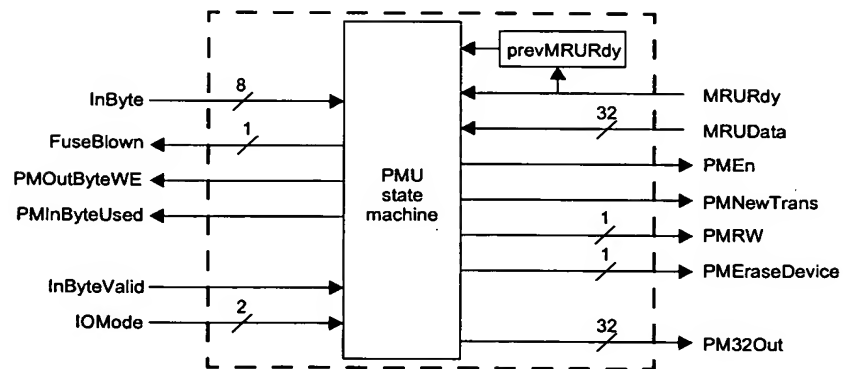 prevMRURdy
8
InByte
MRURdy
32
MRUData
1
FuseBlown
PMEn
PMU
state
machine
PMOutByteWE
PMNewTrans
PMInByteUsed
1
PMRW
1
PMEraseDevice
InByteValid
2
IOMode
32
PM32Out